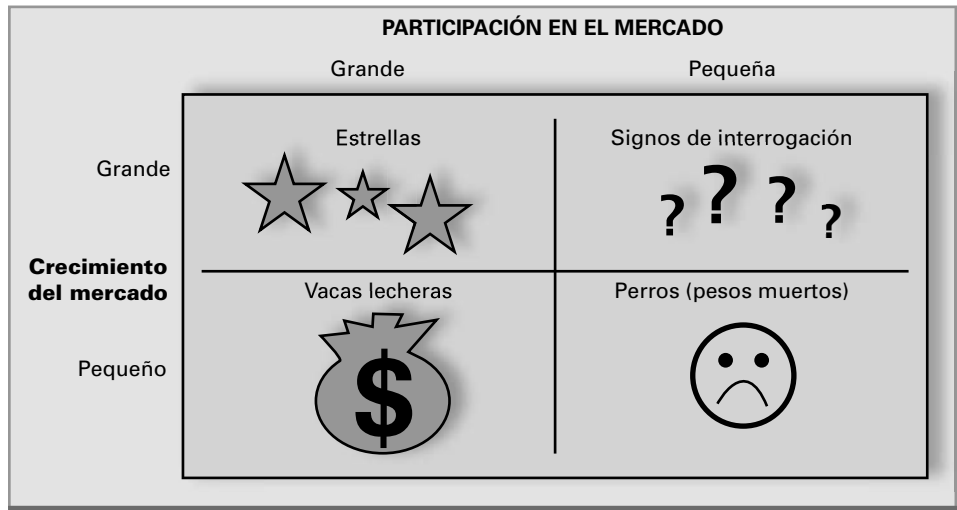 PARTICIPACIÓN EN EL MERCADO
Grande Pequeña
Estrellas Signos de interrogación
Grande
? ? ? ?
Crecimiento
del mercado
Vacas lecheras Perros (pesos muertos)
Pequeño
$